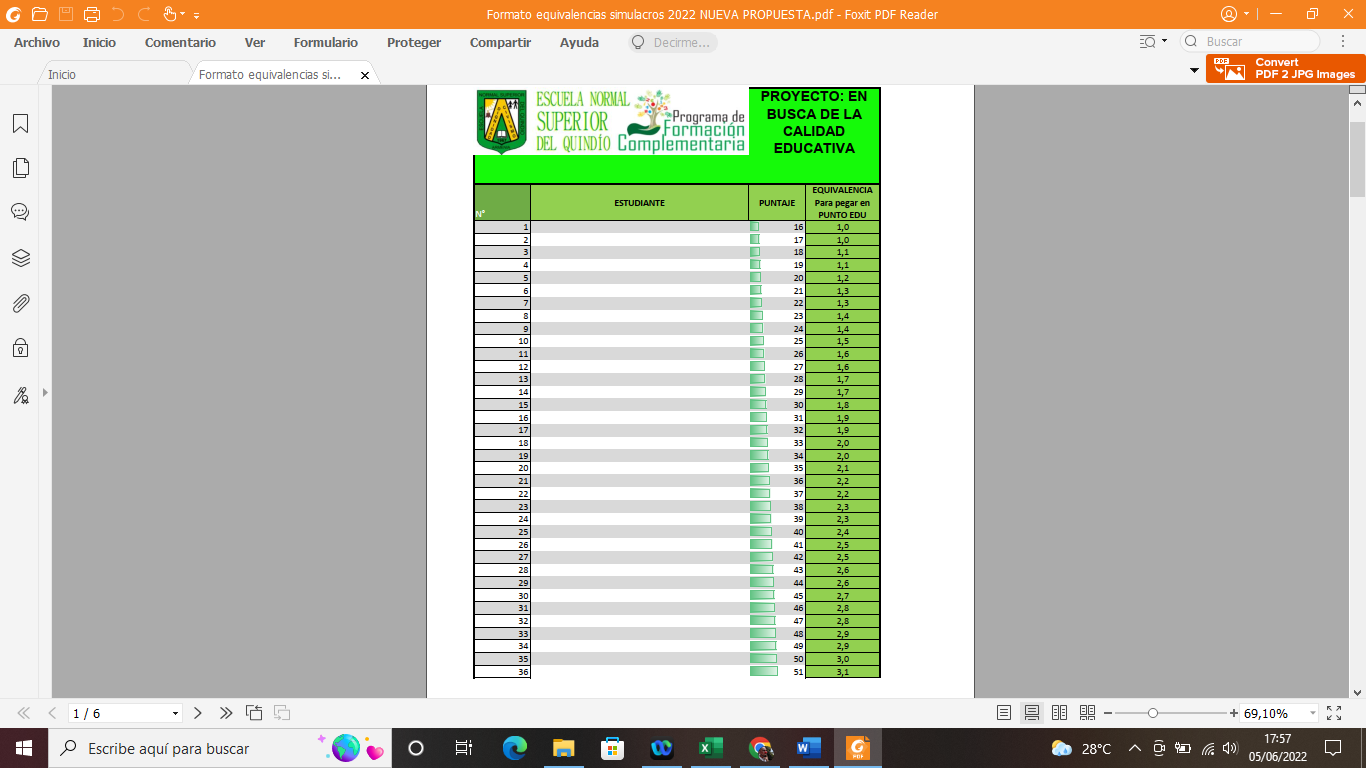 Formato equivalencias simulacros 2022 NUEVA PROPUESTA.pdf - Foxit PDF Reader
Archivo Inicio Comentario Ver Formulario Proteger Compartir Ayuda Decirme... Buscar
Inicio Formato equivalencias si... Convert
PDF 2 JPG Images
ESCUELA NORMAL
SUPERIOR
DEL QUINDÍO
Programa de
Formación
Complementaria
PROYECTO: EN
BUSCA DE LA
CALIDAD
EDUCATIVA
N° ESTUDIANTE PUNTAJE EQUIVALENCIA
Para pegar en
PUNTO EDU
1 16 1,0
2 17 1,0
3 18 1,1
4 19 1,1
5 20 1,2
6 21 1,3
7 22 1,3
8 23 1,4
9 24 1,4
10 25 1,5
11 26 1,6
12 27 1,6
13 28 1,7
14 29 1,7
15 30 1,8
16 31 1,9
17 32 1,9
18 33 2,0
19 34 2,0
20 35 2,1
21 36 2,2
22 37 2,2
23 38 2,3
24 39 2,3
25 40 2,4
26 41 2,5
27 42 2,5
28 43 2,6
29 44 2,6
30 45 2,7
31 46 2,8
32 47 2,8
33 48 2,9
34 49 2,9
35 50 3,0
36 51 3,1
1 / 6 69,10%
Escribe aquí para buscar 28°C 17:57
05/06/2022